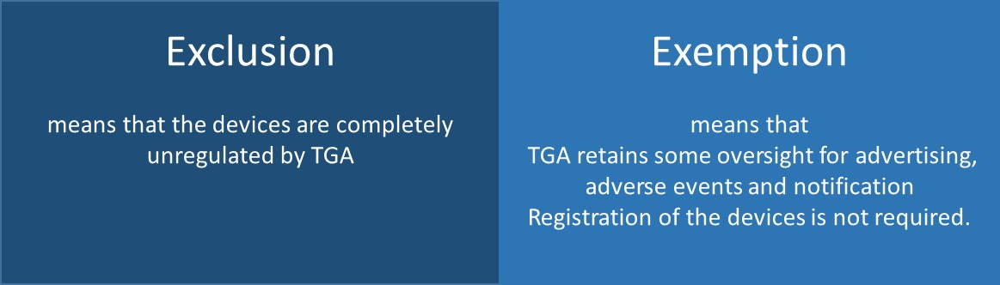 Exclusion
means that the devices are completely
unregulated by TGA
Exemption
means that
TGA retains some oversight for advertising,
adverse events and notification
Registration of the devices is not required.